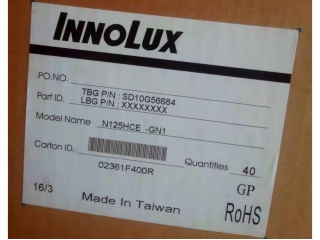 INNOLUX
PO.NO.
TBG P/N : SD10G56684
Part ID. LBG P/N : XXXXXXXX
Model Name N125HCE -GN1
Carton ID.
Quantities 40
02361F400R
GP
16/3 Made In Taiwan RoHS